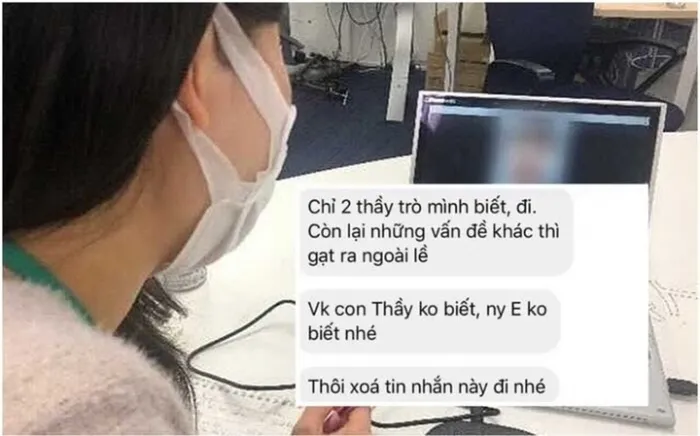 Chỉ 2 thầy trò mình biết, đi.
Còn lại những vấn đề khác thì
gạt ra ngoài lề
Vk con Thầy ko biết, ny E ko
biết nhé
Thôi xoá tin nhắn này đi nhé